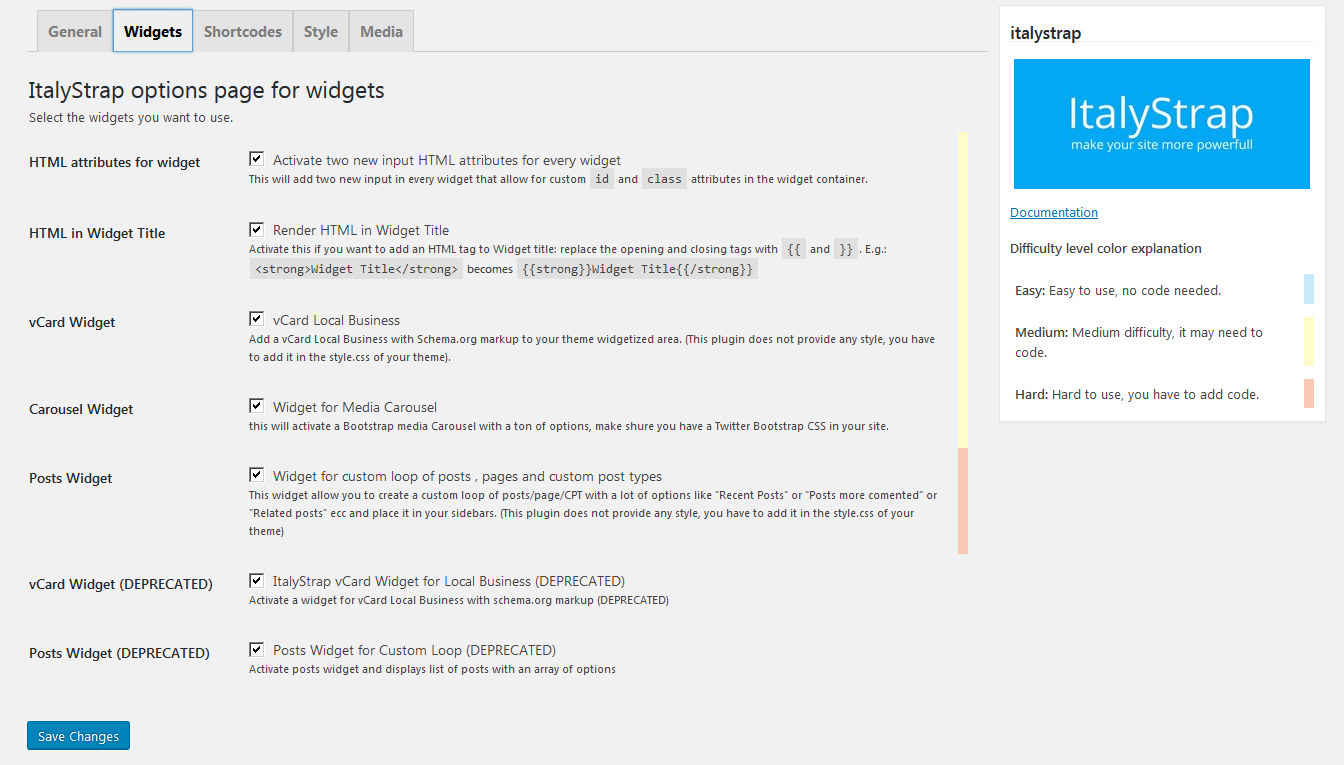 General
Widgets
Shortcodes
Style
Media
ItalyStrap options page for widgets
Select the widgets you want to use.
HTML attributes for widget
Activate two new input HTML attributes for every widget
This will add two new input in every widget that allow for custom id and class attributes in the widget container.
HTML in Widget Title
Render HTML in Widget Title
Activate this if you want to add an HTML tag to Widget title: replace the opening and closing tags with {{ and }} . E.g.:
<strong>Widget Title</strong> becomes {{strong}}Widget Title{{/strong}}
vCard Widget
vCard Local Business
Add a vCard Local Business with Schema.org markup to your theme widgetized area. (This plugin does not provide any style, you have
to add it in the style.css of your theme).
Carousel Widget
Widget for Media Carousel
this will activate a Bootstrap media Carousel with a ton of options, make shure you have a Twitter Bootstrap CSS in your site.
Posts Widget
Widget for custom loop of posts , pages and custom post types
This widget allow you to create a custom loop of posts/page/CPT with a lot of options like "Recent Posts" or "Posts more comented" or
"Related posts" ecc and place it in your sidebars. (This plugin does not provide any style, you have to add it in the style.css of your
theme)
vCard Widget (DEPRECATED)
ItalyStrap vCard Widget for Local Business (DEPRECATED)
Activate a widget for vCard Local Business with schema.org markup (DEPRECATED)
Posts Widget (DEPRECATED)
Posts Widget for Custom Loop (DEPRECATED)
Activate posts widget and displays list of posts with an array of options
Save Changes
italystrap
ItalyStrap
make your site more powerfull
Documentation
Difficulty level color explanation
Easy: Easy to use, no code needed.
Medium: Medium difficulty, it may need to
code.
Hard: Hard to use, you have to add code.